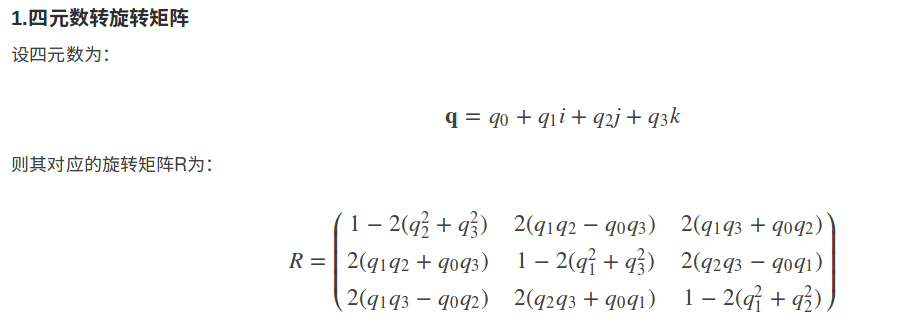 1.四元数转旋转矩阵
设四元数为：
q = q₀ + q₁i + q₂j + q₃k
则其对应的旋转矩阵R为：
R = ( 1 − 2(q₂² + q₃²) 2(q₁q₂ − q₀q₃) 2(q₁q₃ + q₀q₂)
2(q₁q₂ + q₀q₃) 1 − 2(q₁² + q₃²) 2(q₂q₃ − q₀q₁)
2(q₁q₃ − q₀q₂) 2(q₂q₃ + q₀q₁) 1 − 2(q₁² + q₂²) )